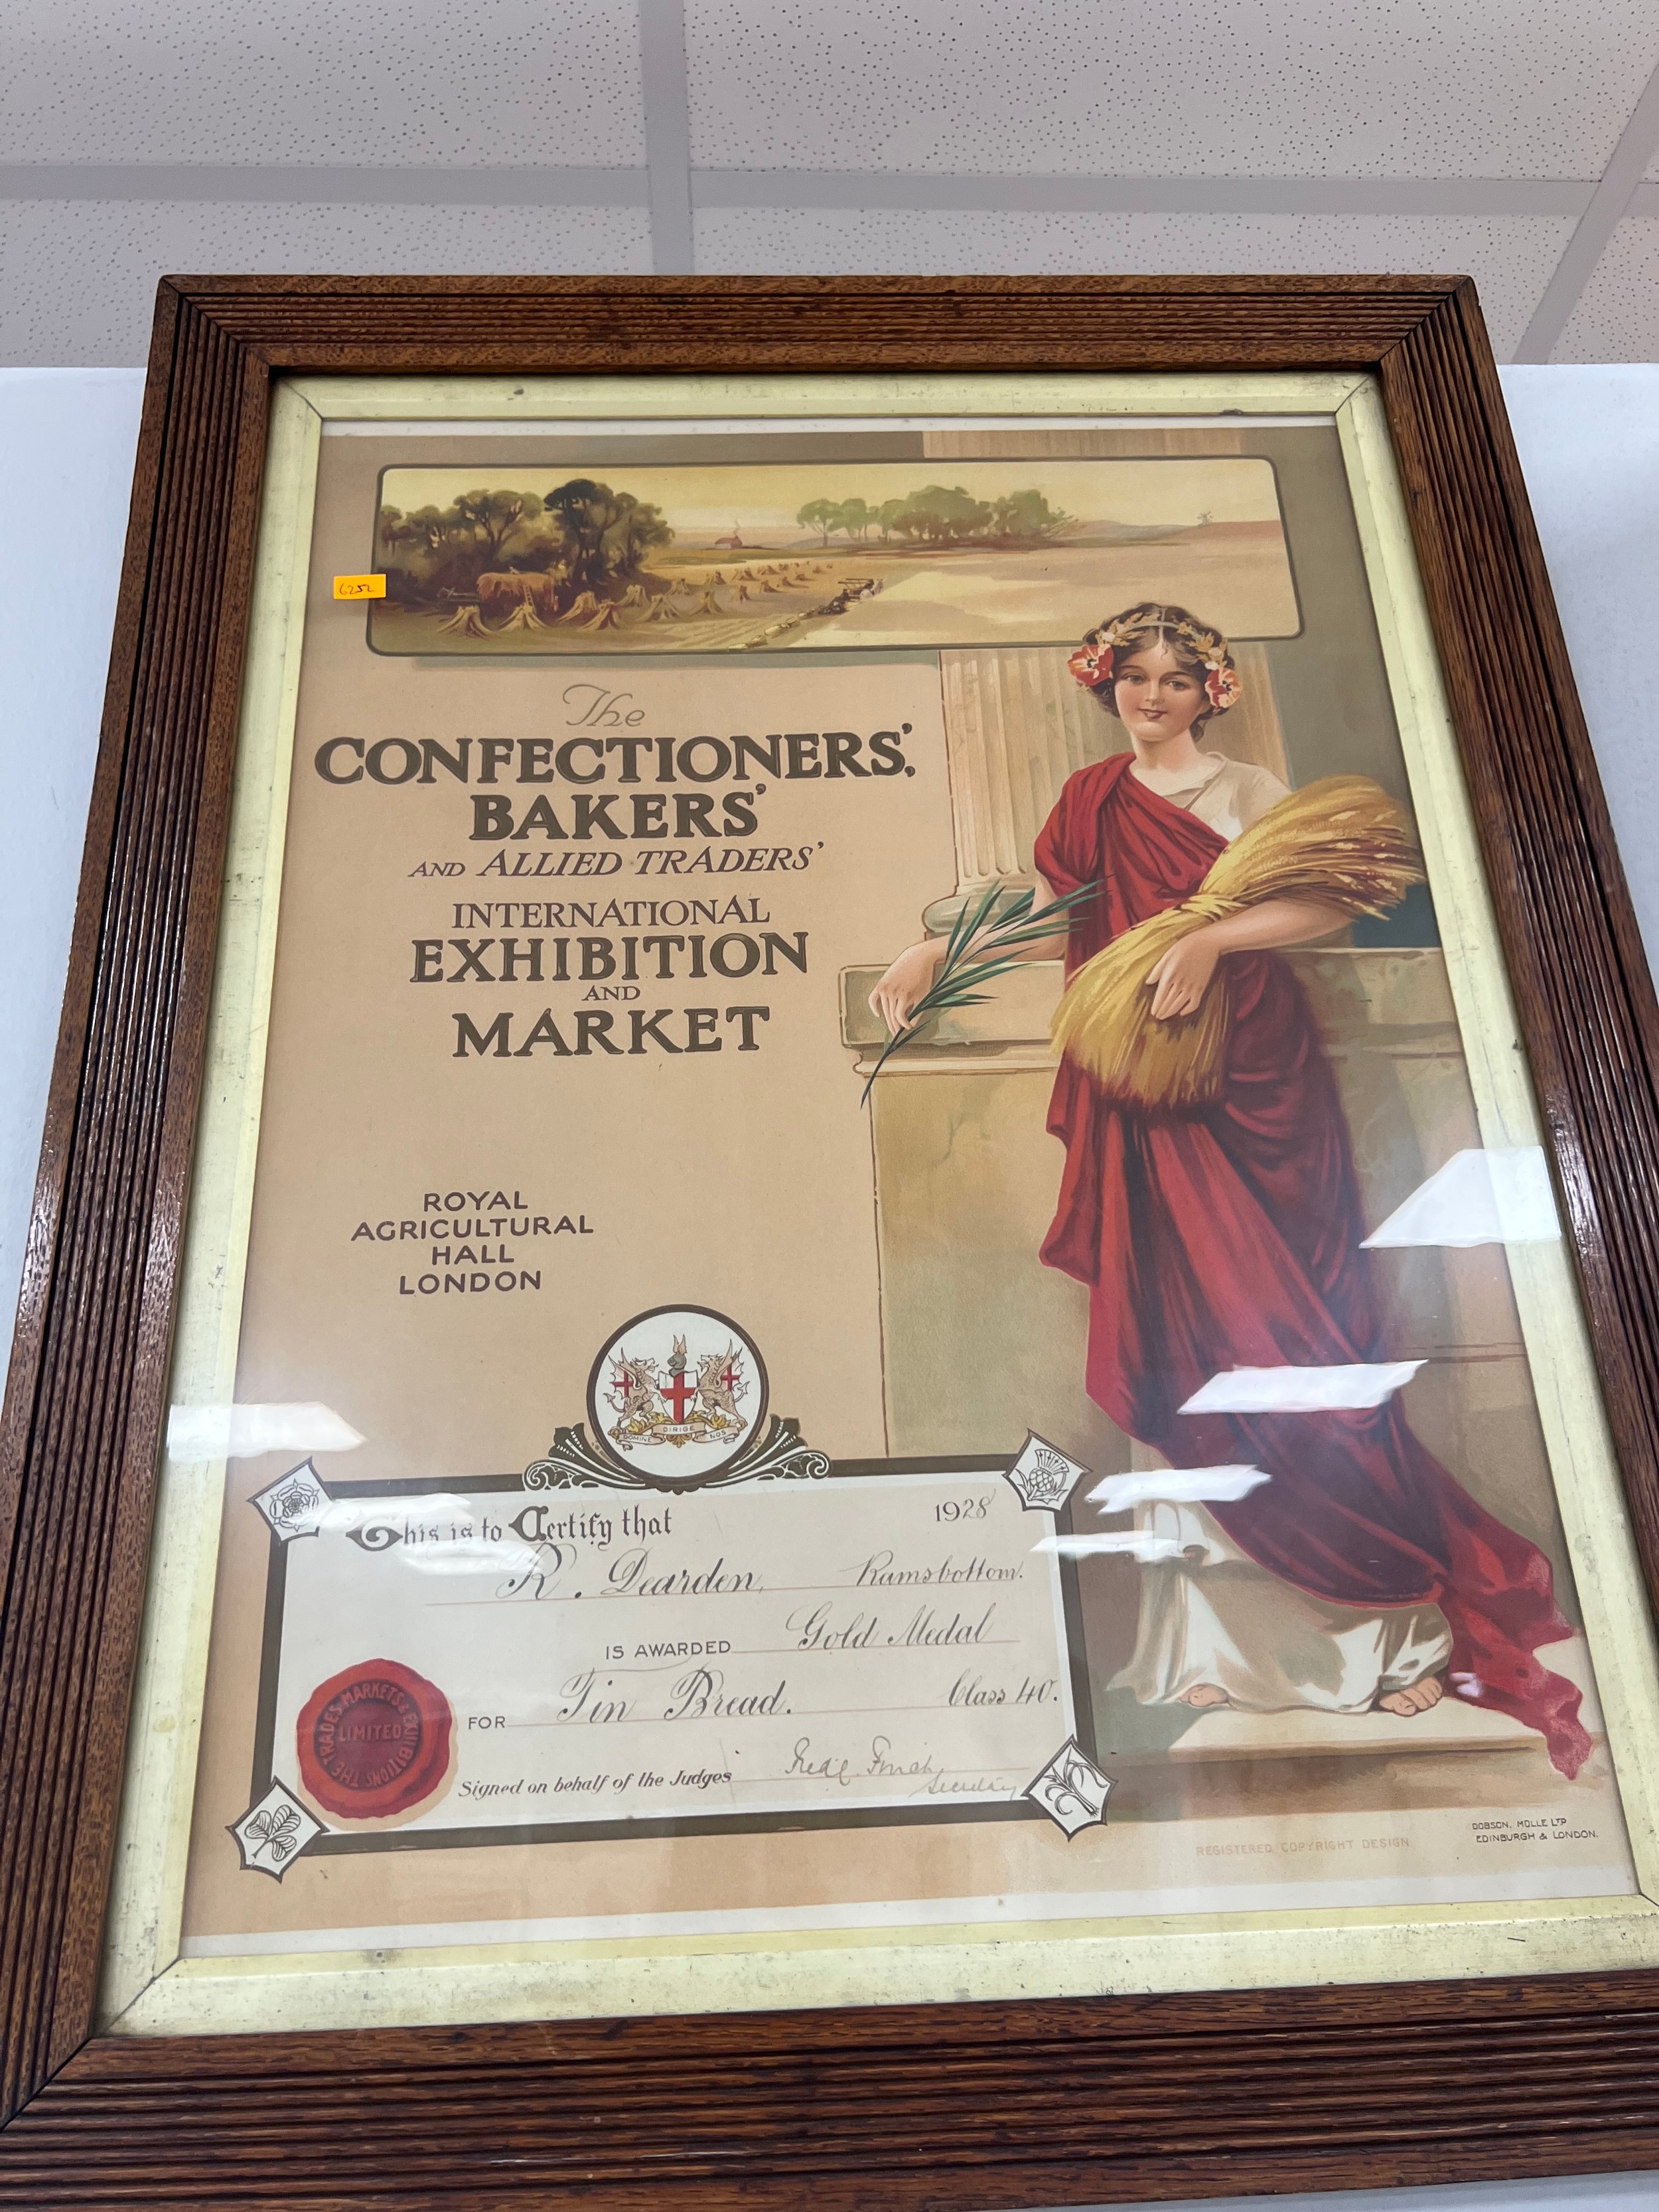 6252
The
CONFECTIONERS',
BAKERS'
AND ALLIED TRADERS'
INTERNATIONAL
EXHIBITION
AND
MARKET
ROYAL
AGRICULTURAL
HALL
LONDON
DOMINE DIRIGE NOS
This is to Certify that 1928
R. Dearden, Ramsbottom.
IS AWARDED Gold Medal
FOR Tin Bread. Class 40.
Signed on behalf of the Judges
Secretary
THE TRADES MARKETS & EXHIBITIONS
LIMITED
REGISTERED COPYRIGHT DESIGN
DOBSON, MOLLE LTD
EDINBURGH & LONDON.